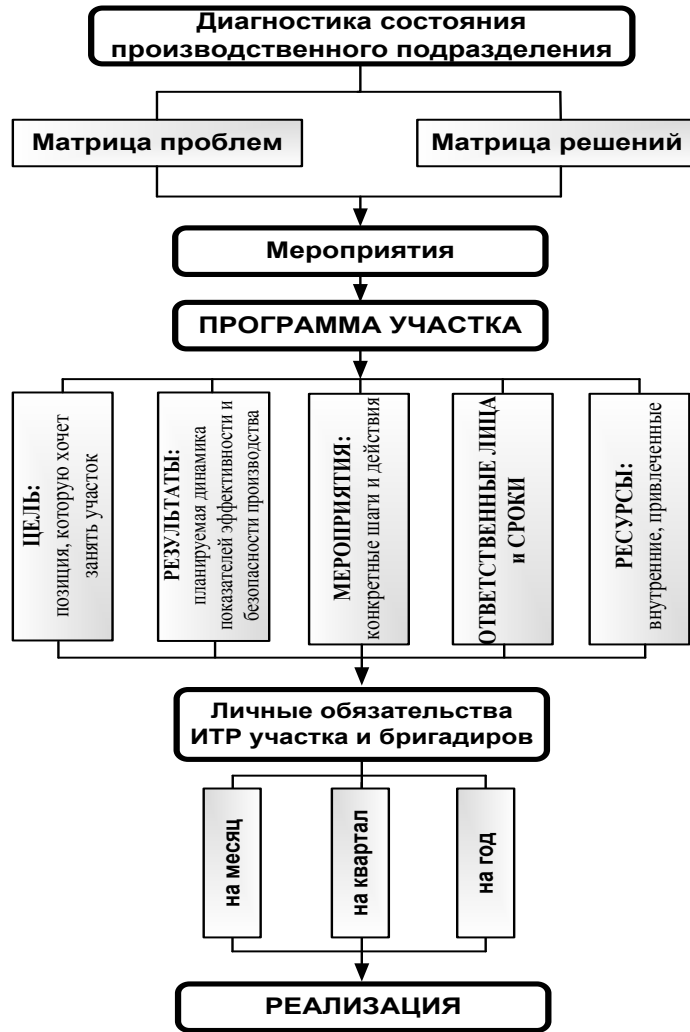 Диагностика состояния
производственного подразделения
Матрица проблем
Матрица решений
Мероприятия
ПРОГРАММА УЧАСТКА
ЦЕЛЬ:
позиция, которую хочет
занять участок
РЕЗУЛЬТАТЫ:
планируемая динамика
показателей эффективности и
безопасности производства
МЕРОПРИЯТИЯ:
конкретные шаги и действия
ОТВЕТСТВЕННЫЕ ЛИЦА
и СРОКИ
РЕСУРСЫ:
внутренние, привлеченные
Личные обязательства
ИТР участка и бригадиров
на месяц
на квартал
на год
РЕАЛИЗАЦИЯ